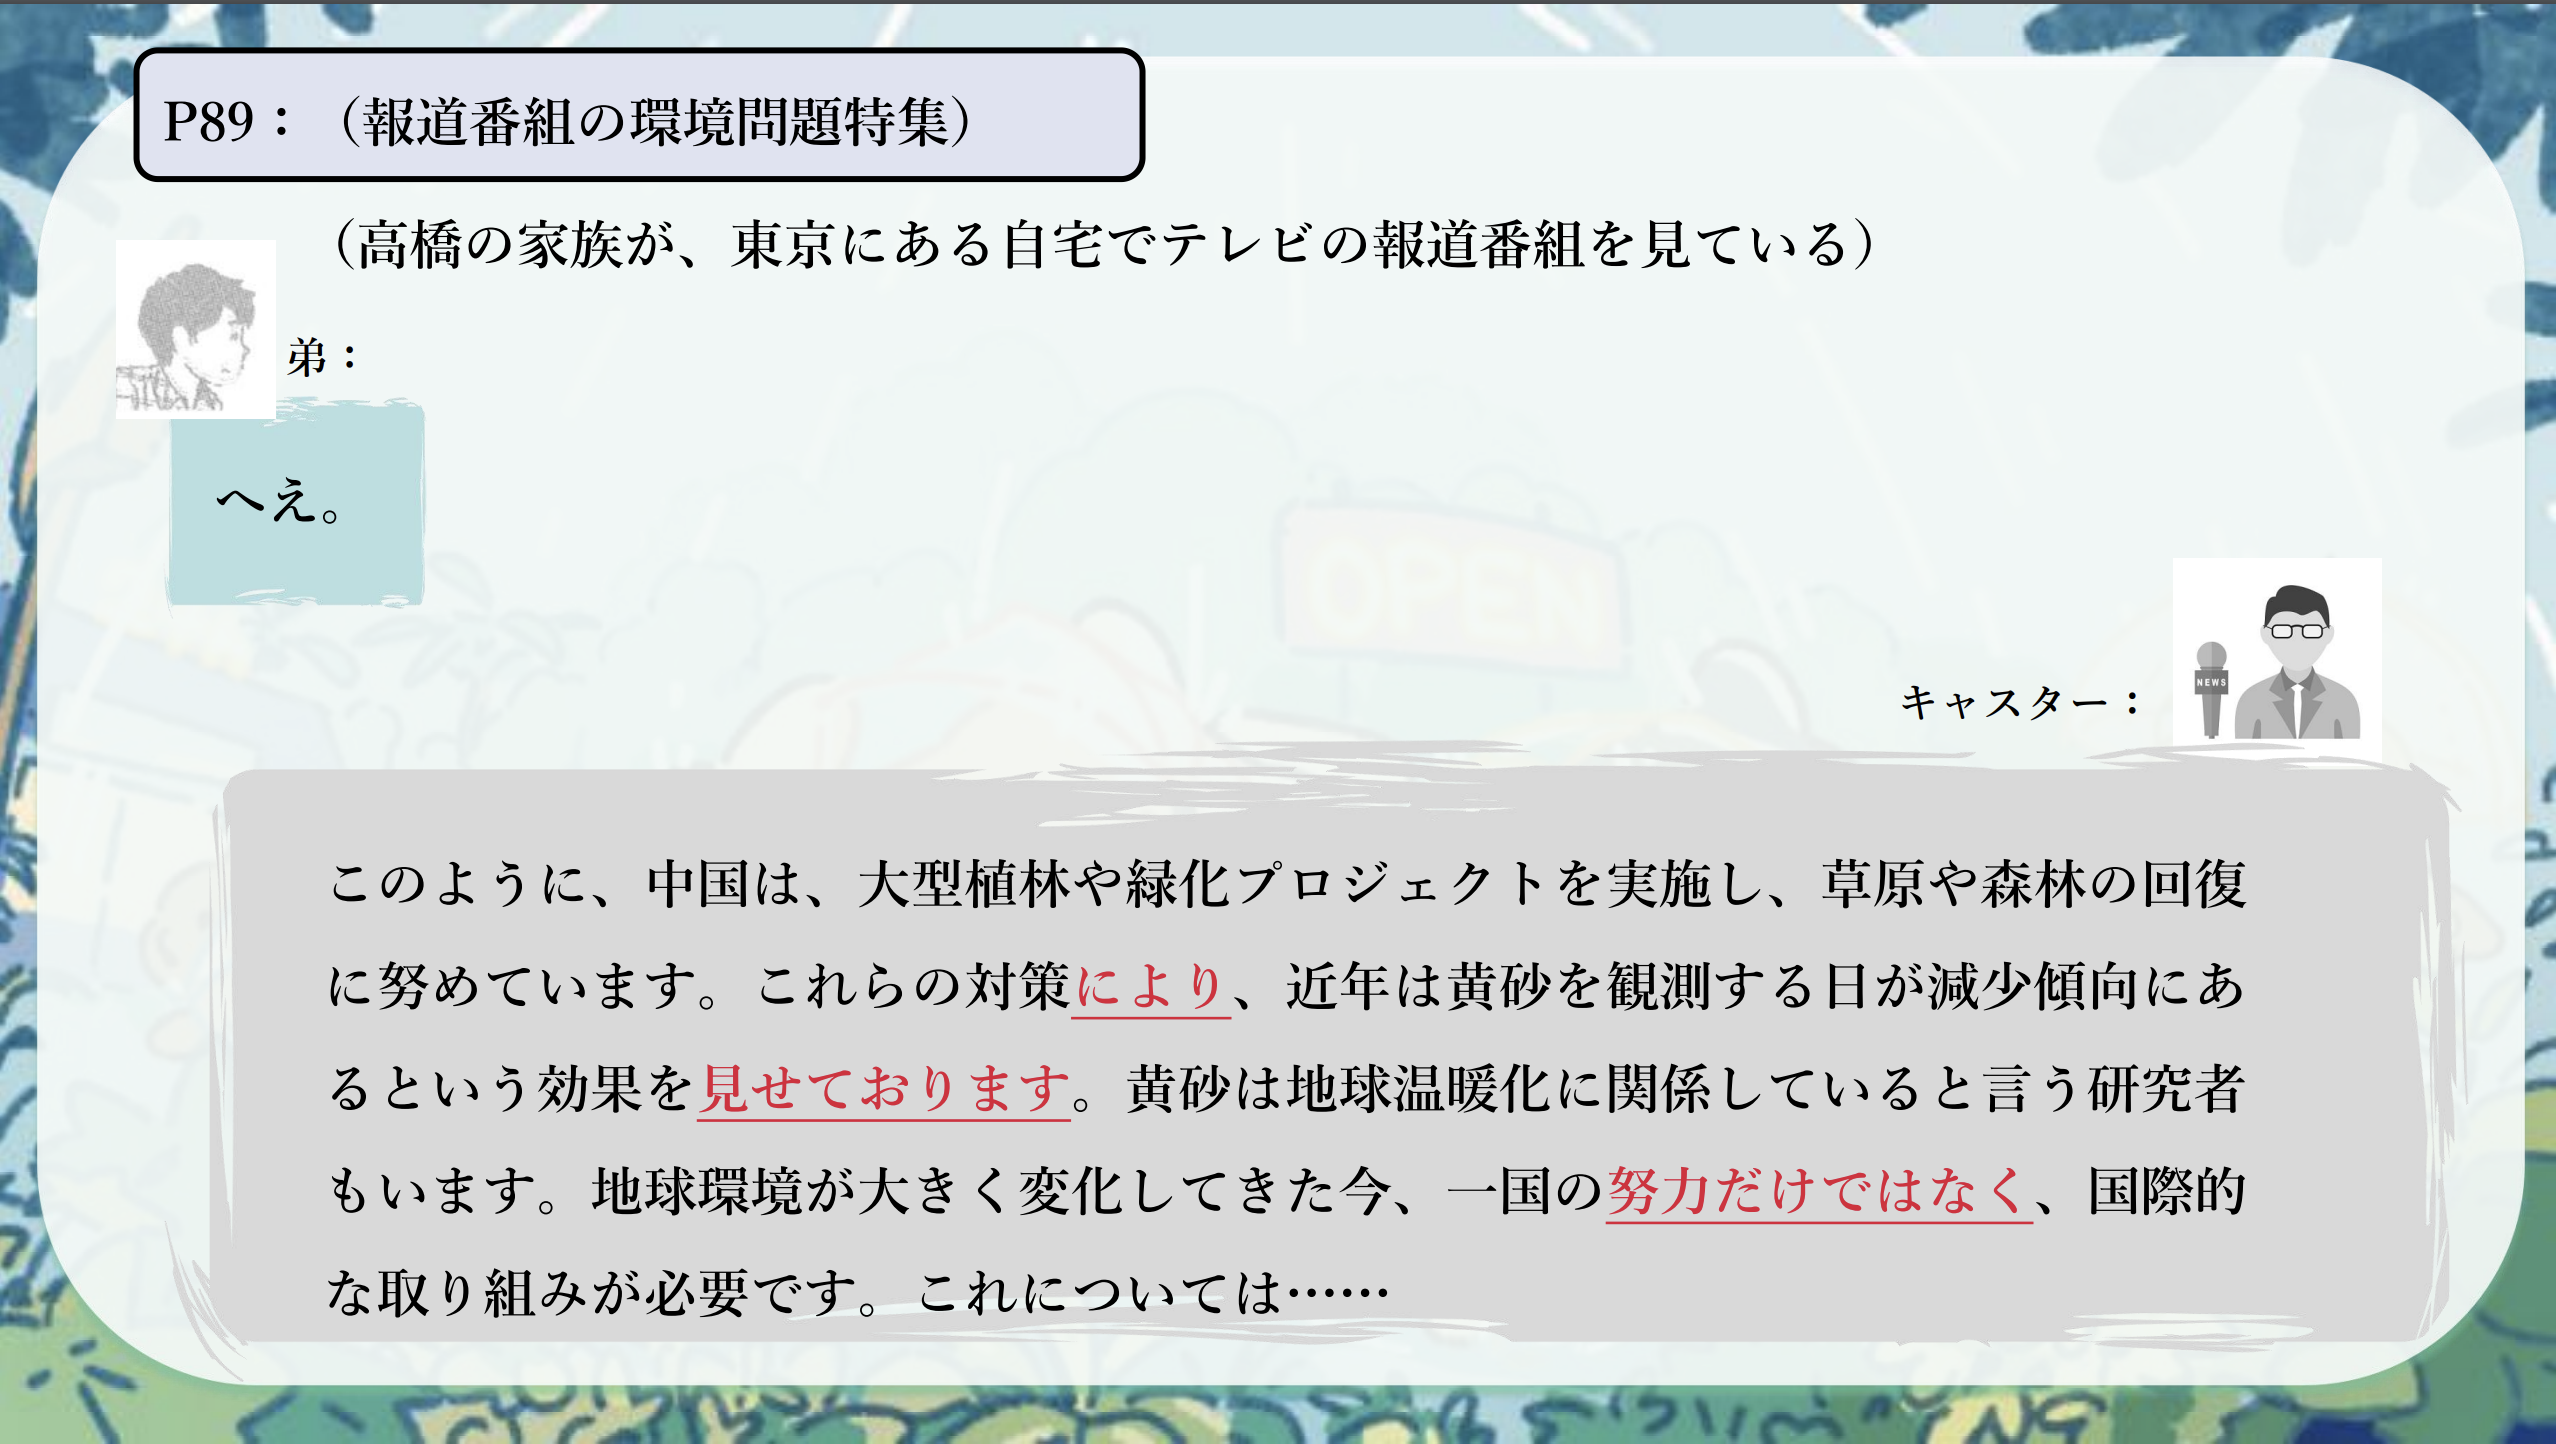 P89：（報道番組の環境問題特集）
（高橋の家族が、東京にある自宅でテレビの報道番組を見ている）
弟：
へえ。
キャスター：
NEWS
このように、中国は、大型植林や緑化プロジェクトを実施し、草原や森林の回復
に努めています。これらの対策により、近年は黄砂を観測する日が減少傾向にあ
るという効果を見せております。黄砂は地球温暖化に関係していると言う研究者
もいます。地球環境が大きく変化してきた今、一国の努力だけではなく、国際的
な取り組みが必要です。これについては……
OPEN